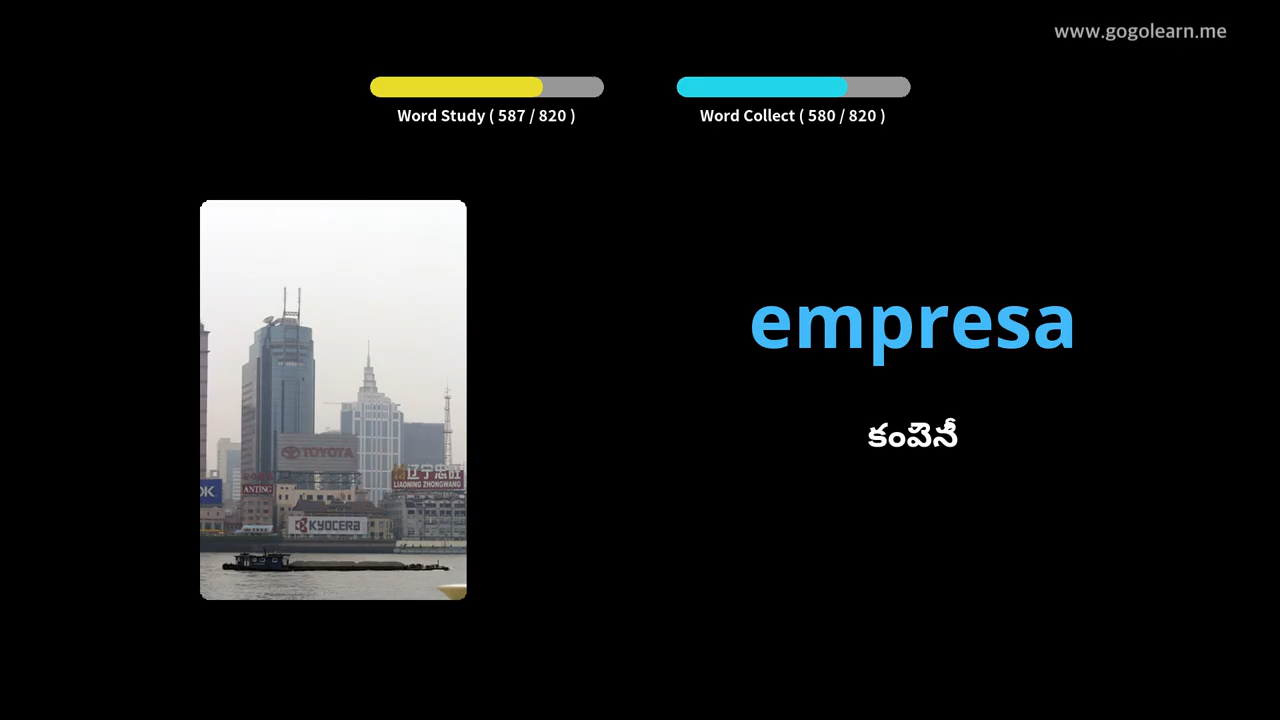 www.gogolearn.me
Word Study ( 587 / 820 )
Word Collect ( 580 / 820 )
empresa
కంపెనీ
TOYOTA
辽宁忠旺
LIAONING ZHONGWANG
OK
ANTING
KYOCERA